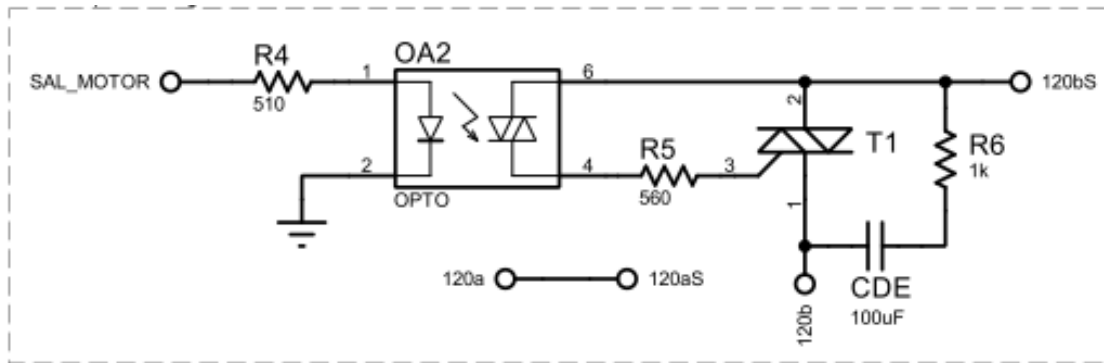 OA2
R4
SAL_MOTOR
510
1
2
OPTO
6
4
R5
560
3
2
1
T1
120bS
R6
1k
CDE
100uF
120b
120a
120aS